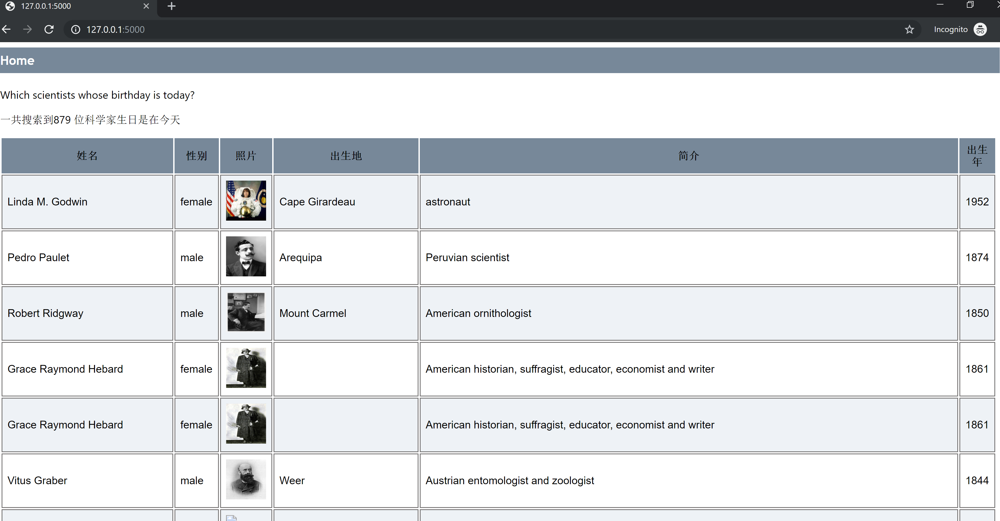 127.0.0.1:5000
127.0.0.1:5000
Incognito
Home
Which scientists whose birthday is today?
一共搜索到879 位科学家生日是在今天
姓名 性别 照片 出生地 简介 出生年
Linda M. Godwin female Cape Girardeau astronaut 1952
Pedro Paulet male Arequipa Peruvian scientist 1874
Robert Ridgway male Mount Carmel American ornithologist 1850
Grace Raymond Hebard female American historian, suffragist, educator, economist and writer 1861
Grace Raymond Hebard female American historian, suffragist, educator, economist and writer 1861
Vitus Graber male Weer Austrian entomologist and zoologist 1844